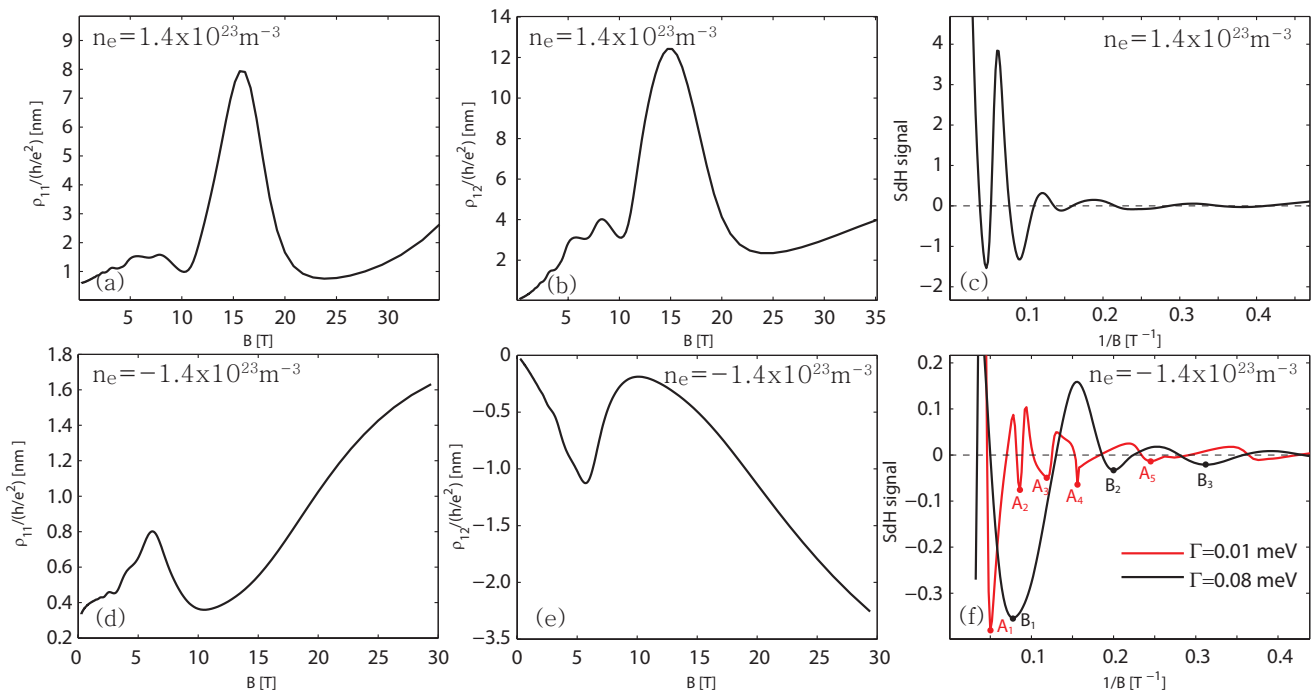 nₑ=1.4x10²³m⁻³
ρ₁₁/(h/e²) [nm]
9
8
7
6
5
4
3
2
1
(a)
5 10 15 20 25 30
B [T]
nₑ=1.4x10²³m⁻³
ρ₁₂/(h/e²) [nm]
14
12
10
8
6
4
2
(b)
5 10 15 20 25 30 35
B [T]
nₑ=1.4x10²³m⁻³
SdH signal
4
3
2
1
0
−1
−2
(c)
0.1 0.2 0.3 0.4
1/B [T⁻¹]
nₑ=−1.4x10²³m⁻³
ρ₁₁/(h/e²) [nm ]
1.8
1.6
1.4
1.2
1.0
0.8
0.6
0.4
0.2
(d)
5 10 15 20 25 30
B [T]
nₑ=−1.4x10²³m⁻³
ρ₁₂/(h/e²) [nm]
0
−0.5
−1.0
−1.5
−2.0
2.5
−3.0
−3.5
(e)
0 5 10 15 20 25 30
B [T]
nₑ=−1.4x10²³m⁻³
SdH signal
0.2
0.1
0
−0.1
−0.2
−0.3
A₁ A₂ A₃ A₄ A₅
B₁ B₂ B₃
Γ=0.01 meV
Γ=0.08 meV
(f)
0.1 0.2 0.3 0.4
1/B [T⁻¹]